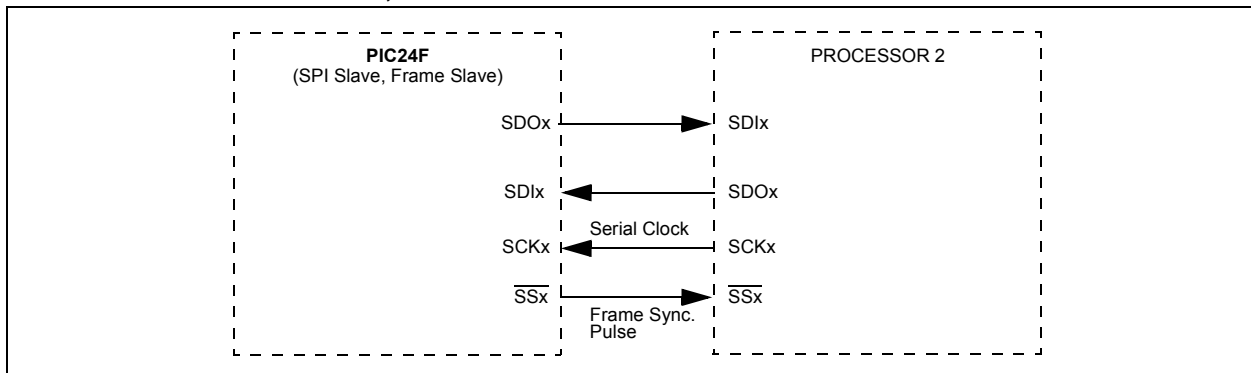 PIC24F
(SPI Slave, Frame Slave)
PROCESSOR 2
SDOx
SDIx
SDIx
SDOx
Serial Clock
SCKx
SCKx
SSx
SSx
Frame Sync.
Pulse